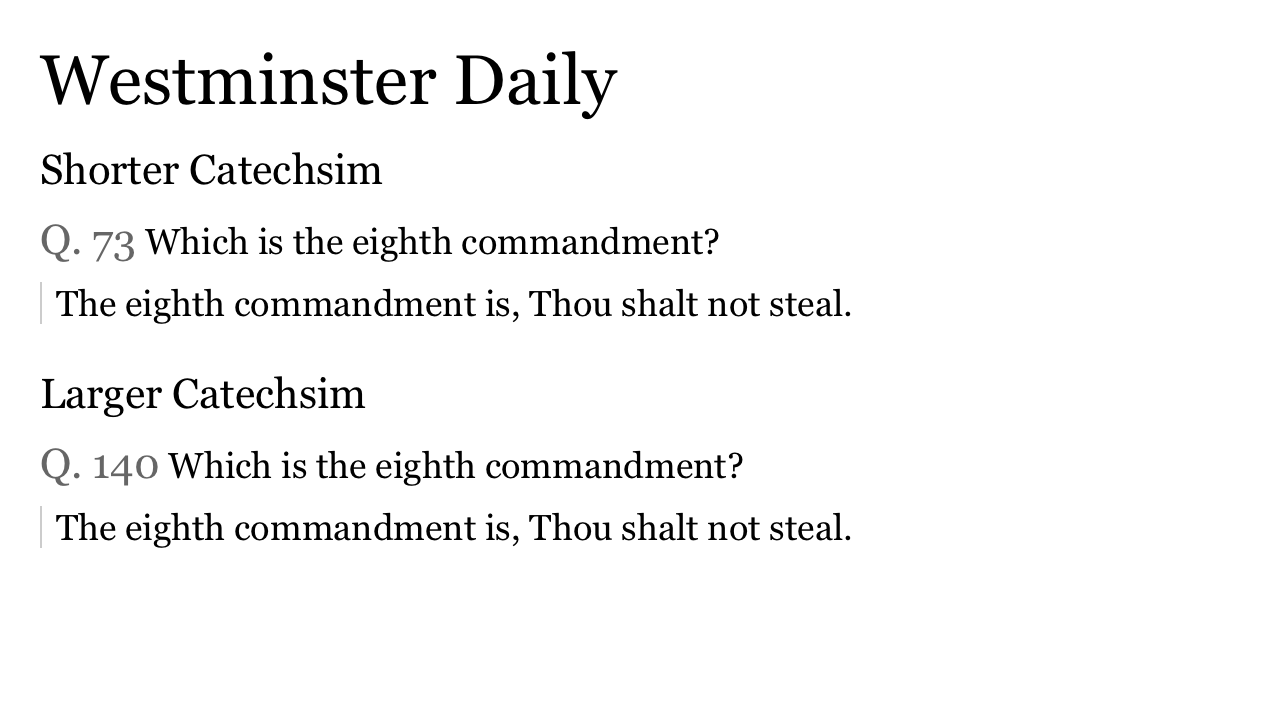 Westminster Daily
Shorter Catechsim
Q. 73 Which is the eighth commandment?
The eighth commandment is, Thou shalt not steal.
Larger Catechsim
Q. 140 Which is the eighth commandment?
The eighth commandment is, Thou shalt not steal.